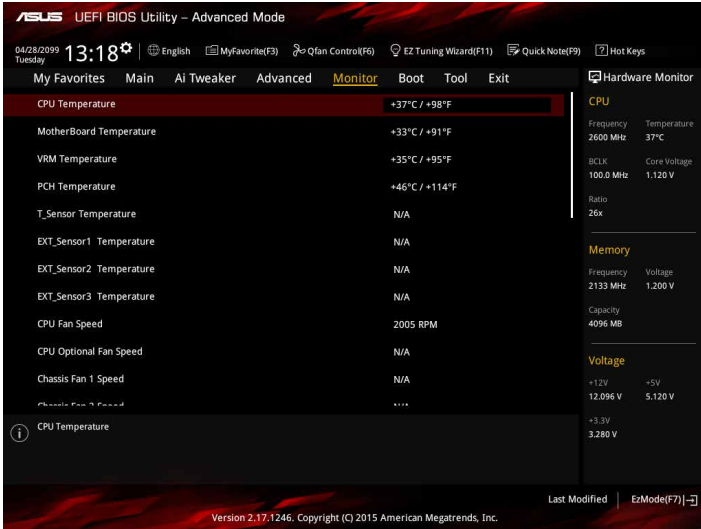 ASUS UEFI BIOS Utility – Advanced Mode
04/28/2099 Tuesday 13:18 English MyFavorite(F3) Qfan Control(F6) EZ Tuning Wizard(F11) Quick Note(F9) ? Hot Keys
My Favorites Main Ai Tweaker Advanced Monitor Boot Tool Exit
CPU Temperature +37°C / +98°F
MotherBoard Temperature +33°C / +91°F
VRM Temperature +35°C / +95°F
PCH Temperature +46°C / +114°F
T_Sensor Temperature N/A
EXT_Sensor1 Temperature N/A
EXT_Sensor2 Temperature N/A
EXT_Sensor3 Temperature N/A
CPU Fan Speed 2005 RPM
CPU Optional Fan Speed N/A
Chassis Fan 1 Speed N/A
Chassis Fan 2 Speed N/A
CPU Temperature
Hardware Monitor
CPU
Frequency Temperature
2600 MHz 37°C
BCLK Core Voltage
100.0 MHz 1.120 V
Ratio
26x
Memory
Frequency Voltage
2133 MHz 1.200 V
Capacity
4096 MB
Voltage
+12V +5V
12.096 V 5.120 V
+3.3V
3.280 V
Last Modified EzMode(F7)
Version 2.17.1246. Copyright (C) 2015 American Megatrends, Inc.